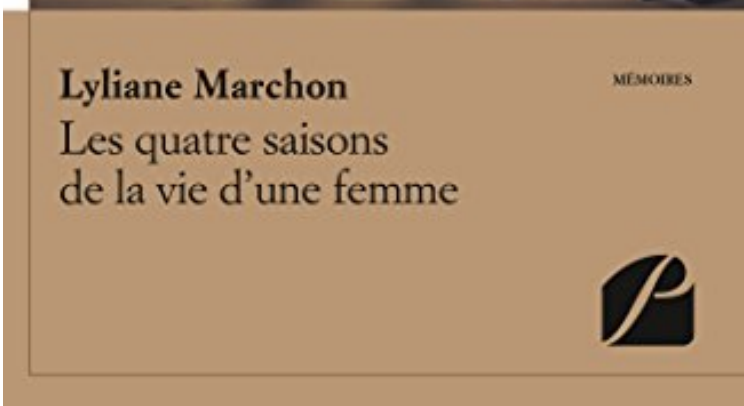 Lyliane Marchon
MÉMOIRES
Les quatre saisons
de la vie d'une femme
P